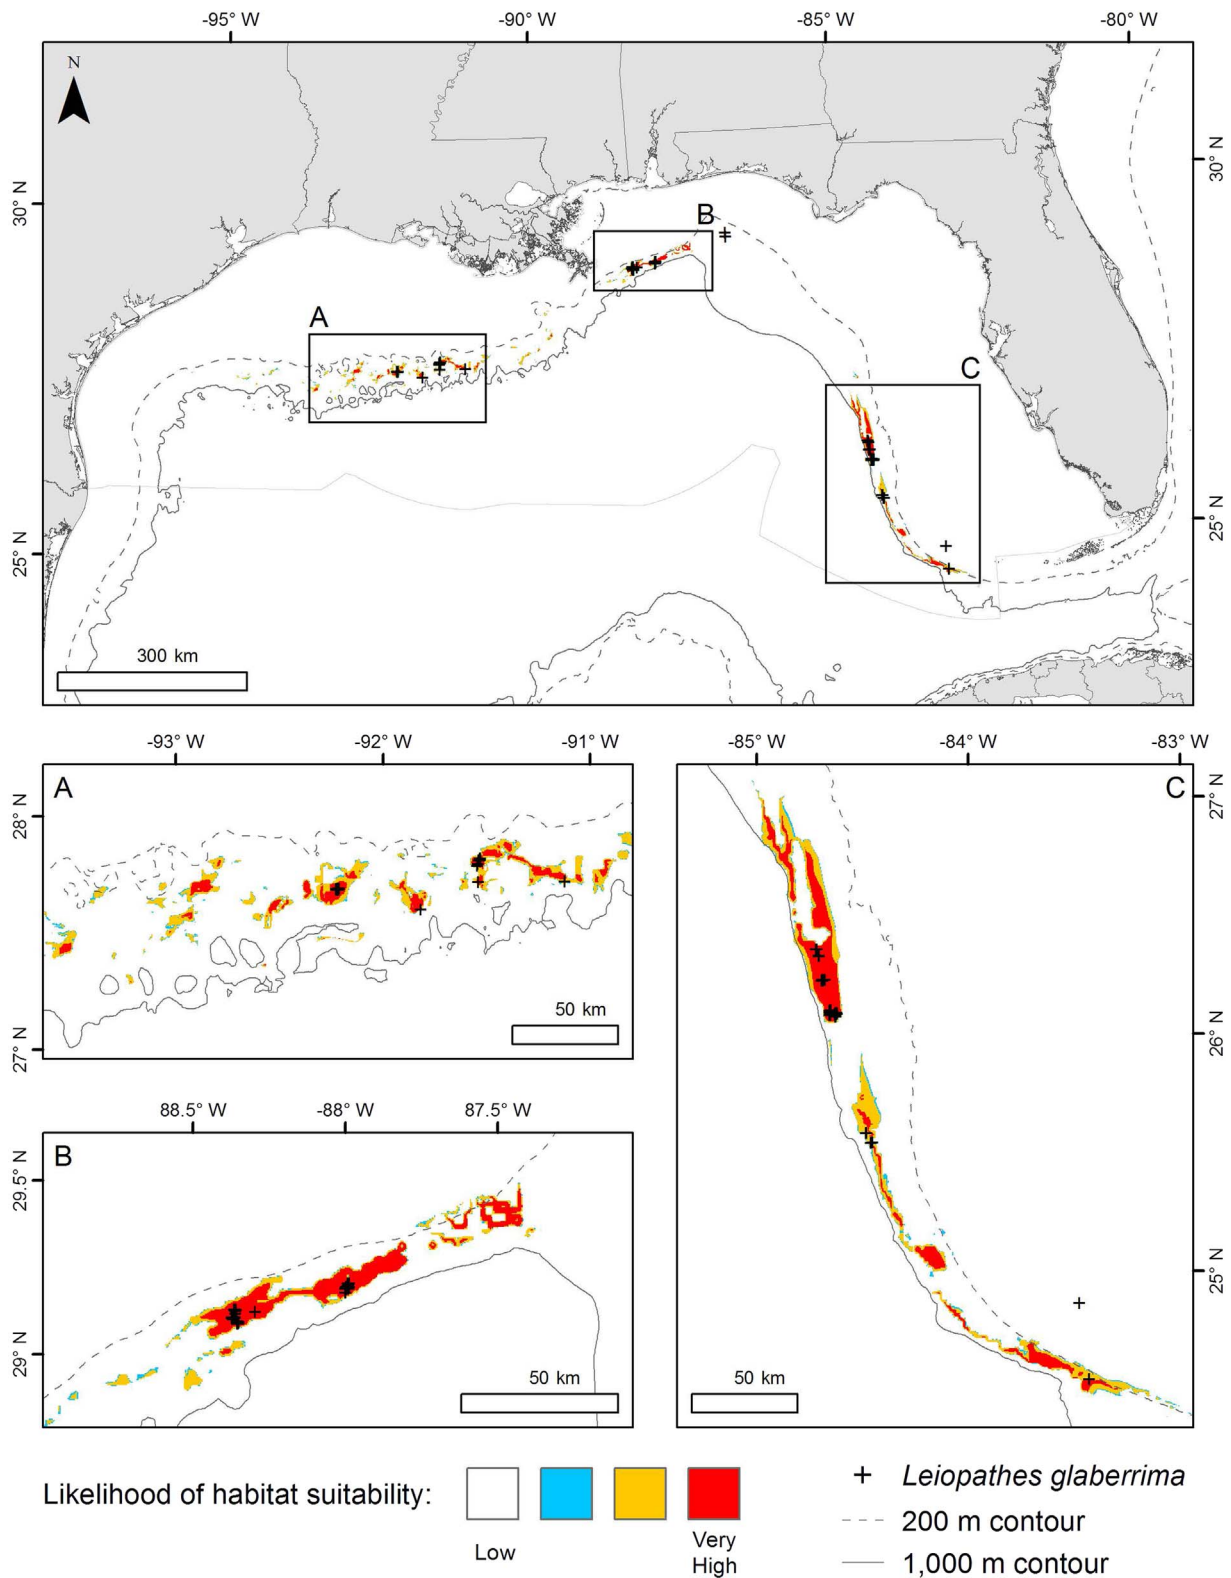 -95° W -90° W -85° W -80° W
N
30° N
30° N
B
A
C
25° N
25° N
300 km
-93° W -92° W -91° W
-85° W -84° W -83° W
A
C
28° N
27° N
50 km
27° N
26° N
25° N
88.5° W -88° W 87.5° W
B
29.5° N
29° N
50 km
50 km
Likelihood of habitat suitability:
Low
Very
High
Leiopathes glaberrima
200 m contour
1,000 m contour